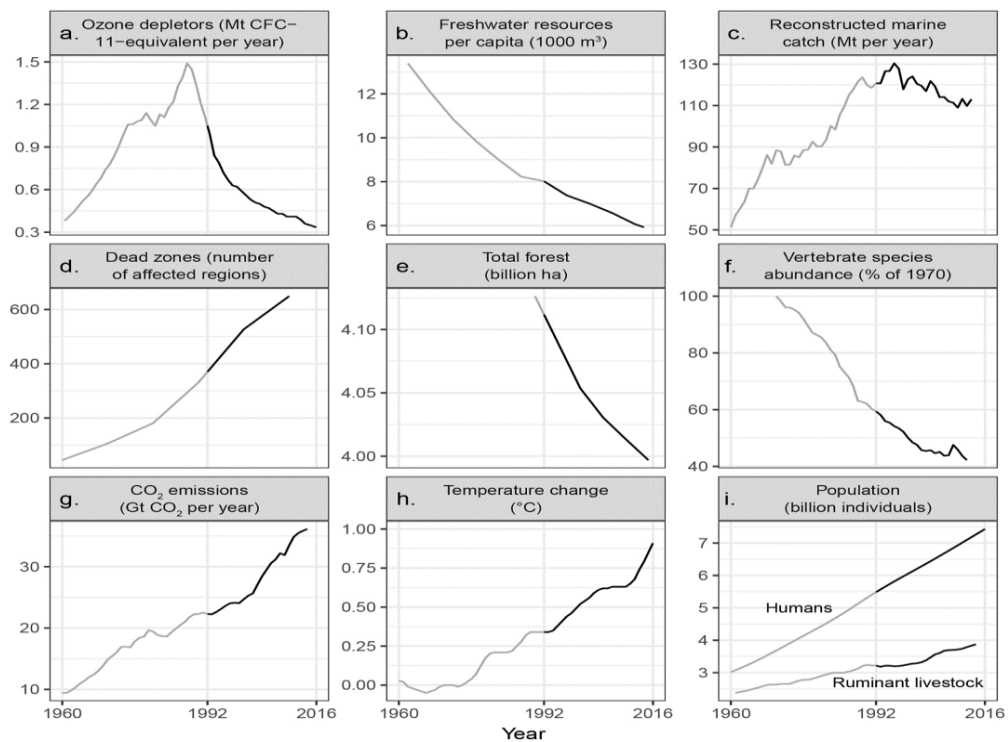 a. Ozone depletors (Mt CFC−
11−equivalent per year)
1.5
1.2
0.9
0.6
0.3
b. Freshwater resources
per capita (1000 m³)
12
10
8
6
c. Reconstructed marine
catch (Mt per year)
130
110
90
70
50
d. Dead zones (number
of affected regions)
600
400
200
e. Total forest
(billion ha)
4.10
4.05
4.00
f. Vertebrate species
abundance (% of 1970)
100
80
60
40
g. CO₂ emissions
(Gt CO₂ per year)
30
20
10
1960 1992 2016
h. Temperature change
(°C)
1.00
0.75
0.50
0.25
0.00
1960 1992 2016
i. Population
(billion individuals)
7
6
5
4
3
Humans
Ruminant livestock
1960 1992 2016
Year